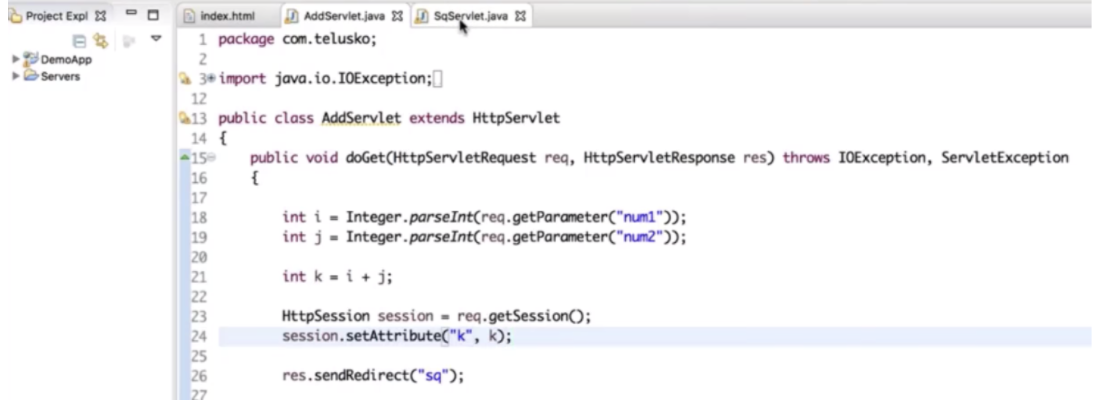 Project Expl
index.html
AddServlet.java
SqServlet.java
DemoApp
Servers
1 package com.telusko;
2
3 import java.io.IOException;
12
13 public class AddServlet extends HttpServlet
14 {
15 public void doGet(HttpServletRequest req, HttpServletResponse res) throws IOException, ServletException
16 {
17
18 int i = Integer.parseInt(req.getParameter("num1"));
19 int j = Integer.parseInt(req.getParameter("num2"));
20
21 int k = i + j;
22
23 HttpSession session = req.getSession();
24 session.setAttribute("k", k);
25
26 res.sendRedirect("sq");
27